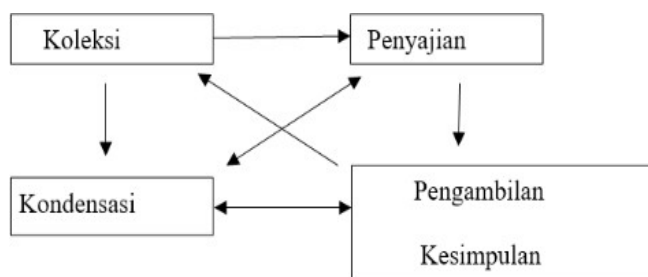 Koleksi
Penyajian
Kondensasi
Pengambilan
Kesimpulan